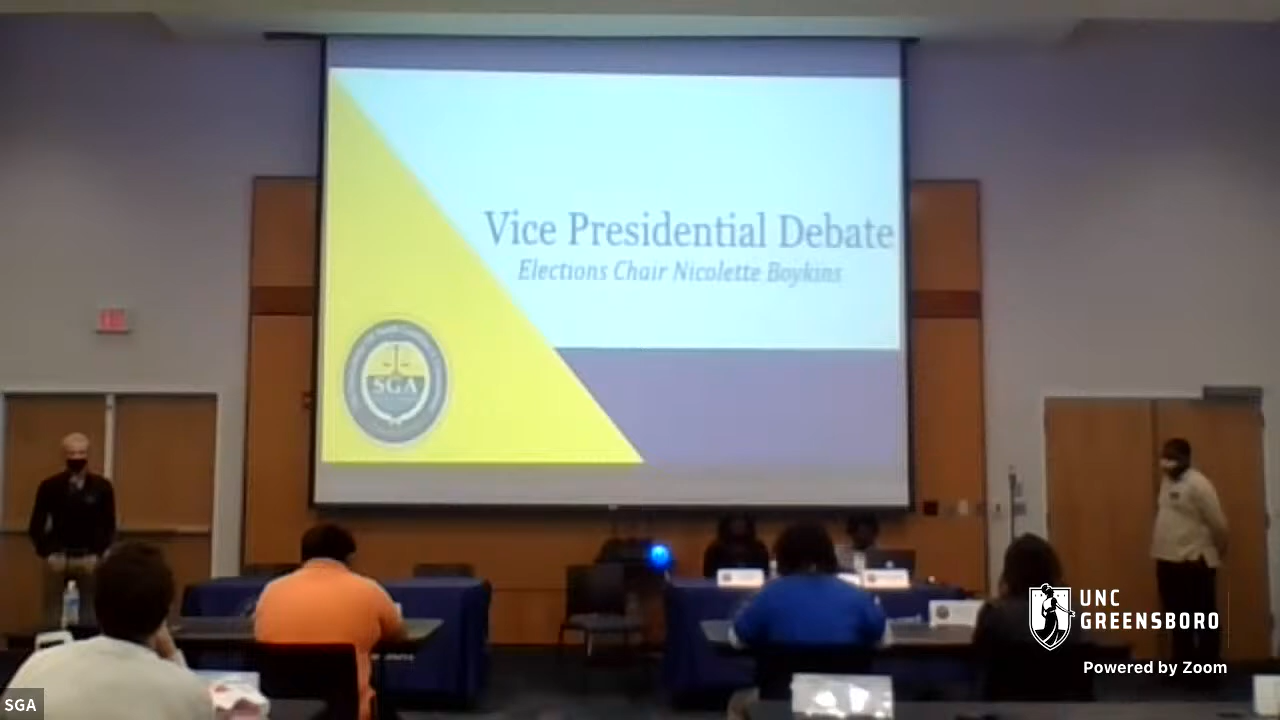 Vice Presidential Debate
Elections Chair Nicolette Boykins
SGA
UNC
GREENSBORO
Powered by Zoom
SGA